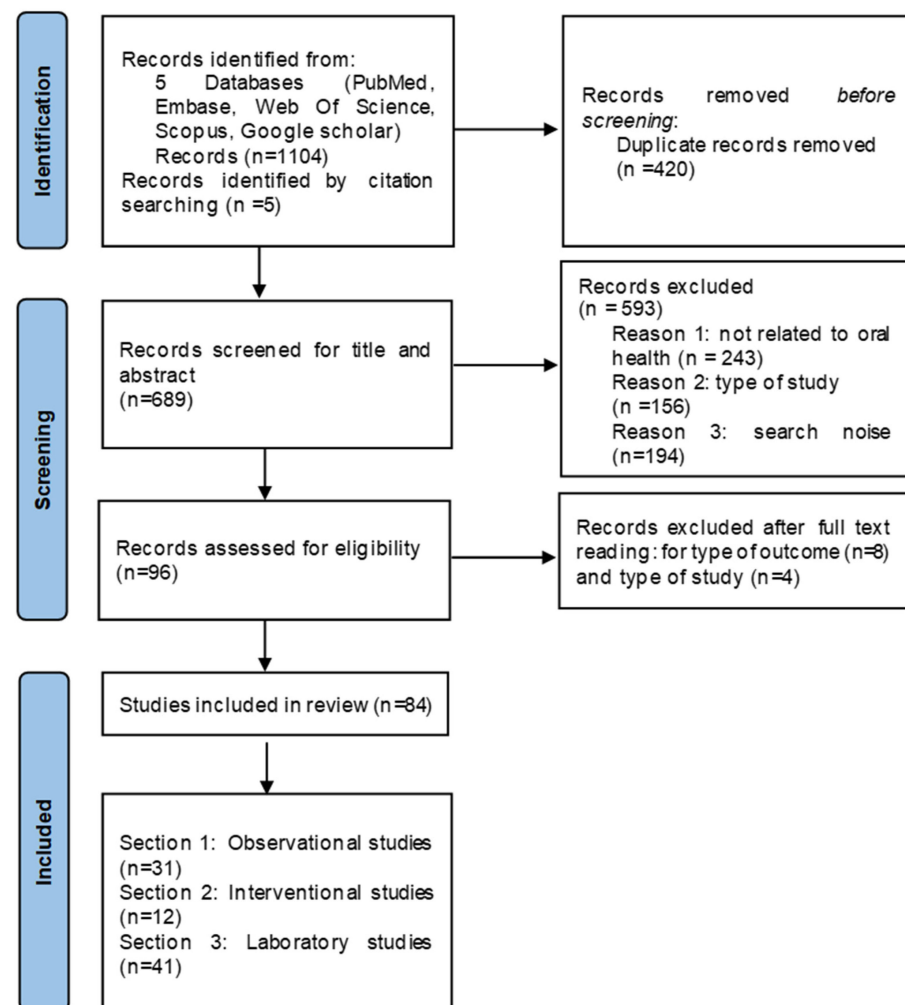 Identification
Records identified from:
5 Databases (PubMed,
Embase, Web Of Science,
Scopus, Google scholar)
Records (n=1104)
Records identified by citation
searching (n =5)
Records removed before
screening:
Duplicate records removed
(n =420)
Screening
Records screened for title and
abstract
(n=689)
Records excluded
(n = 593)
Reason 1: not related to oral
health (n = 243)
Reason 2: type of study
(n =156)
Reason 3: search noise
(n=194)
Records assessed for eligibility
(n=96)
Records excluded after full text
reading: for type of outcome (n=8)
and type of study (n=4)
Included
Studies included in review (n=84)
Section 1: Observational studies
(n=31)
Section 2: Interventional studies
(n=12)
Section 3: Laboratory studies
(n=41)